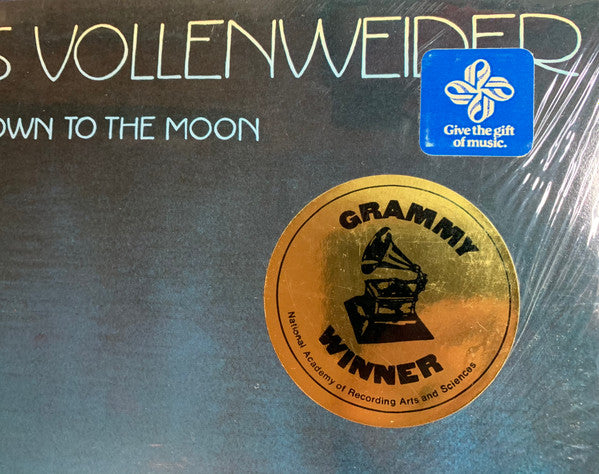 S VOLLENWEIDER
OWN TO THE MOON
Give the gift
of music.
GRAMMY
WINNER
National Academy of Recording Arts and Sciences